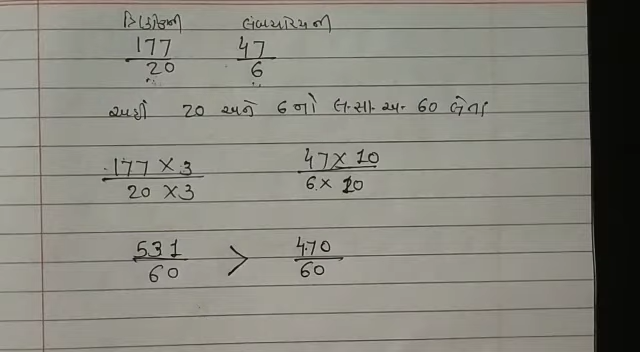 ત્રિકોણની લંબચોરસની
177/20 47/6
અહીં 20 અને 6 નો લ.સા.અ. 60 લેતા
177 × 3 / 20 × 3 47 × 10 / 6 × 10
531/60 > 470/60